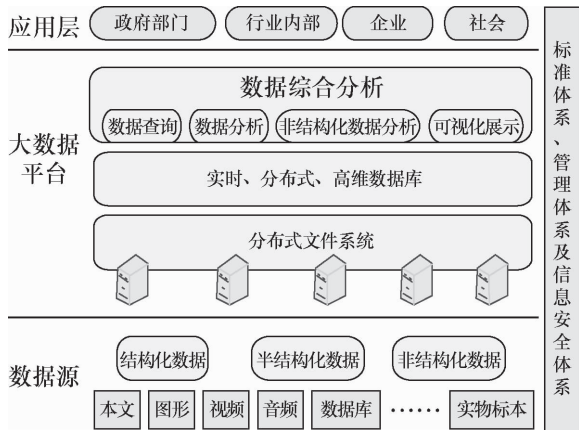 应用层 政府部门 行业内部 企业 社会
数据综合分析
数据查询 数据分析 非结构化数据分析 可视化展示
大数据
平台
实时、分布式、高维数据库
分布式文件系统
结构化数据 半结构化数据 非结构化数据
数据源
本文 图形 视频 音频 数据库 …… 实物标本
标准体系、管理体系及信息安全体系